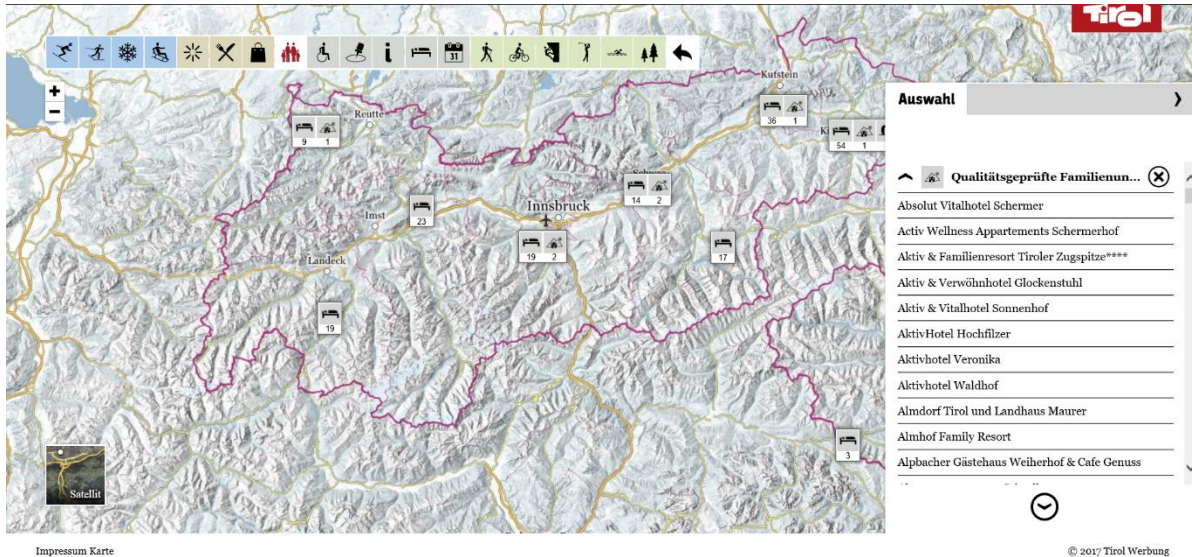 Tirol
31
+
−
Kufstein
36 1
Auswahl
Reutte
9 1
54 1
Qualitätsgeprüfte Familienun...
14 2
Absolut Vitalhotel Schermer
Innsbruck
Imst
23
Activ Wellness Appartements Schermerhof
19 2
17
Aktiv & Familienresort Tiroler Zugspitze****
Landeck
Aktiv & Verwöhnhotel Glockenstuhl
19
Aktiv & Vitalhotel Sonnenhof
AktivHotel Hochfilzer
Aktivhotel Veronika
Aktivhotel Waldhof
Almdorf Tirol und Landhaus Maurer
Almhof Family Resort
3
Alpbacher Gästehaus Weiherhof & Cafe Genuss
Satellit
Impressum Karte
© 2017 Tirol Werbung